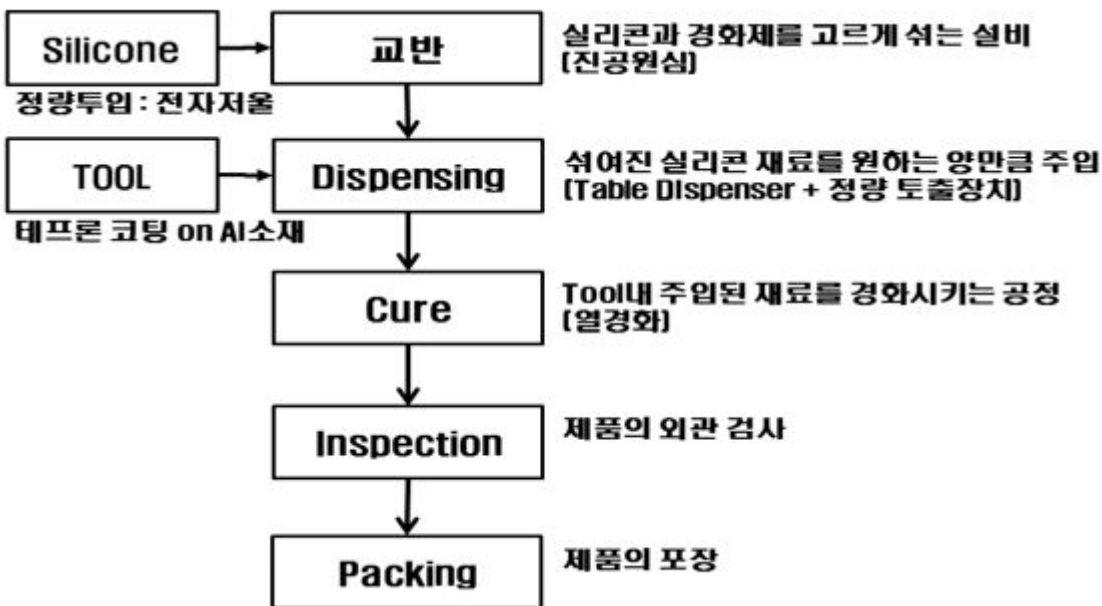 Silicone
교반
실리콘과 경화제를 고르게 섞는 설비
(진공원심)
정량투입 : 전자저울
TOOL
Dispensing
섞여진 실리콘 재료를 원하는 양만큼 주입
(Table Dispenser + 정량 토출장치)
테프론 코팅 on Al소재
Cure
Tool내 주입된 재료를 경화시키는 공정
(열경화)
Inspection
제품의 외관 검사
Packing
제품의 포장